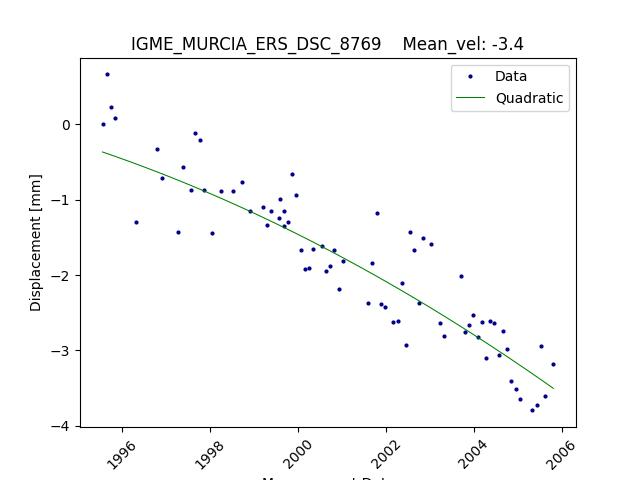 IGME_MURCIA_ERS_DSC_8769    Mean_vel: -3.4
Data
Quadratic
Displacement [mm]
0
−1
−2
−3
−4
1996
1998
2000
2002
2004
2006